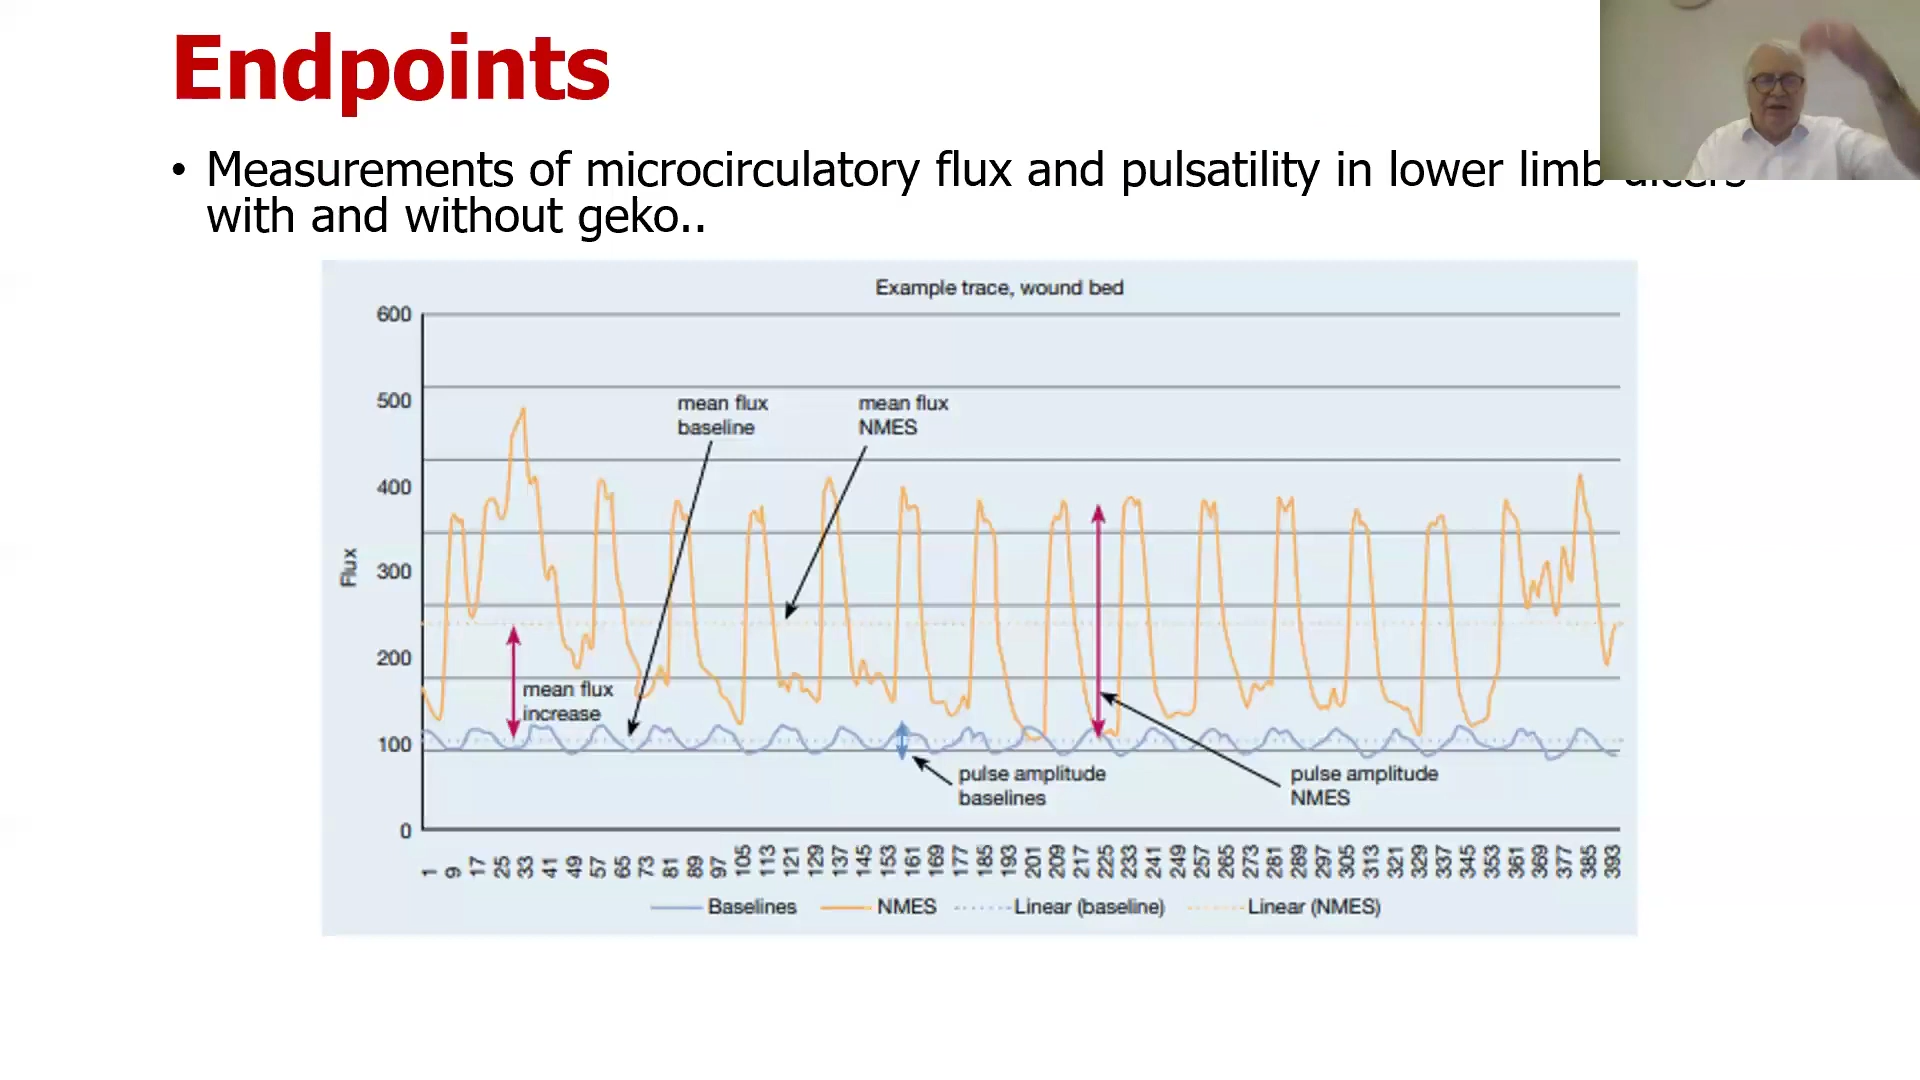 Endpoints
• Measurements of microcirculatory flux and pulsatility in lower limb ulcers
with and without geko..
Example trace, wound bed
600
500
400
300
200
100
0
Flux
mean flux
baseline
mean flux
NMES
mean flux
increase
pulse amplitude
baselines
pulse amplitude
NMES
1 9 17 25 33 41 49 57 65 73 81 89 97 105 113 121 129 137 145 153 161 169 177 185 193 201 209 217 225 233 241 249 257 265 273 281 289 297 305 313 321 329 337 345 353 361 369 377 385 393
Baselines NMES Linear (baseline) Linear (NMES)